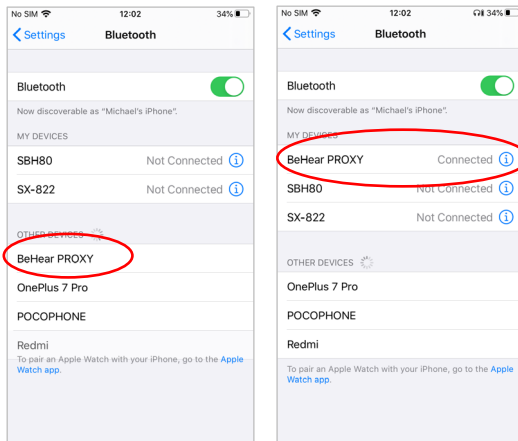 No SIM 12:02 34%
Settings Bluetooth
Bluetooth
Now discoverable as “Michael's iPhone”.
MY DEVICES
SBH80 Not Connected
SX-822 Not Connected
OTHER DEVICES
BeHear PROXY
OnePlus 7 Pro
POCOPHONE
Redmi
To pair an Apple Watch with your iPhone, go to the Apple
Watch app.
No SIM 12:02 34%
Settings Bluetooth
Bluetooth
Now discoverable as “Michael's iPhone”.
MY DEVICES
BeHear PROXY Connected
SBH80 Not Connected
SX-822 Not Connected
OTHER DEVICES
OnePlus 7 Pro
POCOPHONE
Redmi
To pair an Apple Watch with your iPhone, go to the Apple
Watch app.